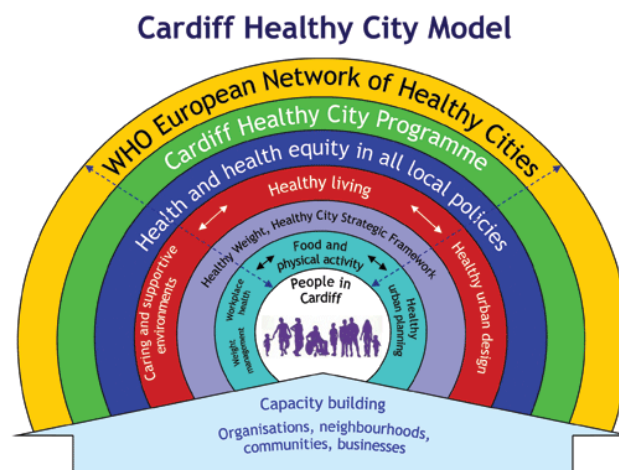 Cardiff Healthy City Model
WHO European Network of Healthy Cities
Cardiff Healthy City Programme
Health and health equity in all local policies
Healthy living
Caring and supportive
environments
Healthy urban design
Healthy Weight, Healthy City Strategic Framework
Food and
physical activity
Workplace
health
Weight
management
Healthy
urban planning
People in
Cardiff
Capacity building
Organisations, neighbourhoods,
communities, businesses